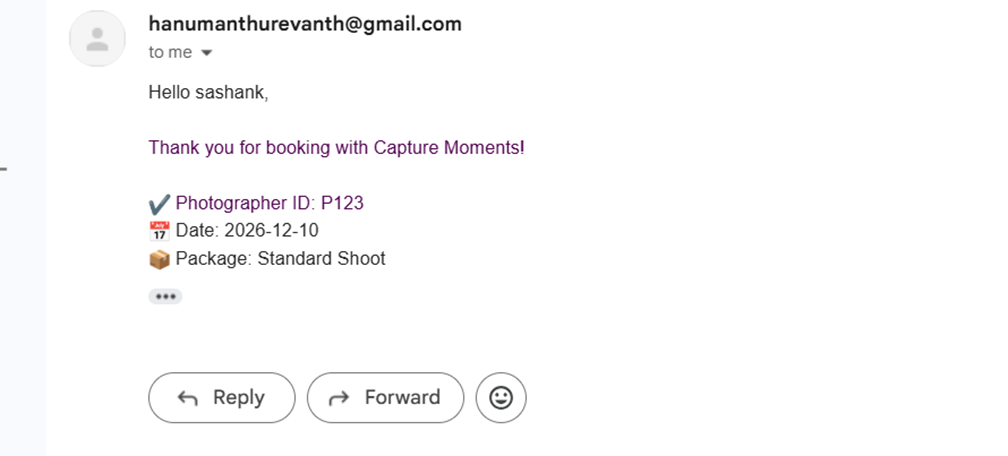 hanumanthurevanth@gmail.com
to me
Hello sashank,
Thank you for booking with Capture Moments!
✔️ Photographer ID: P123
📅 Date: 2026-12-10
📦 Package: Standard Shoot
Reply Forward